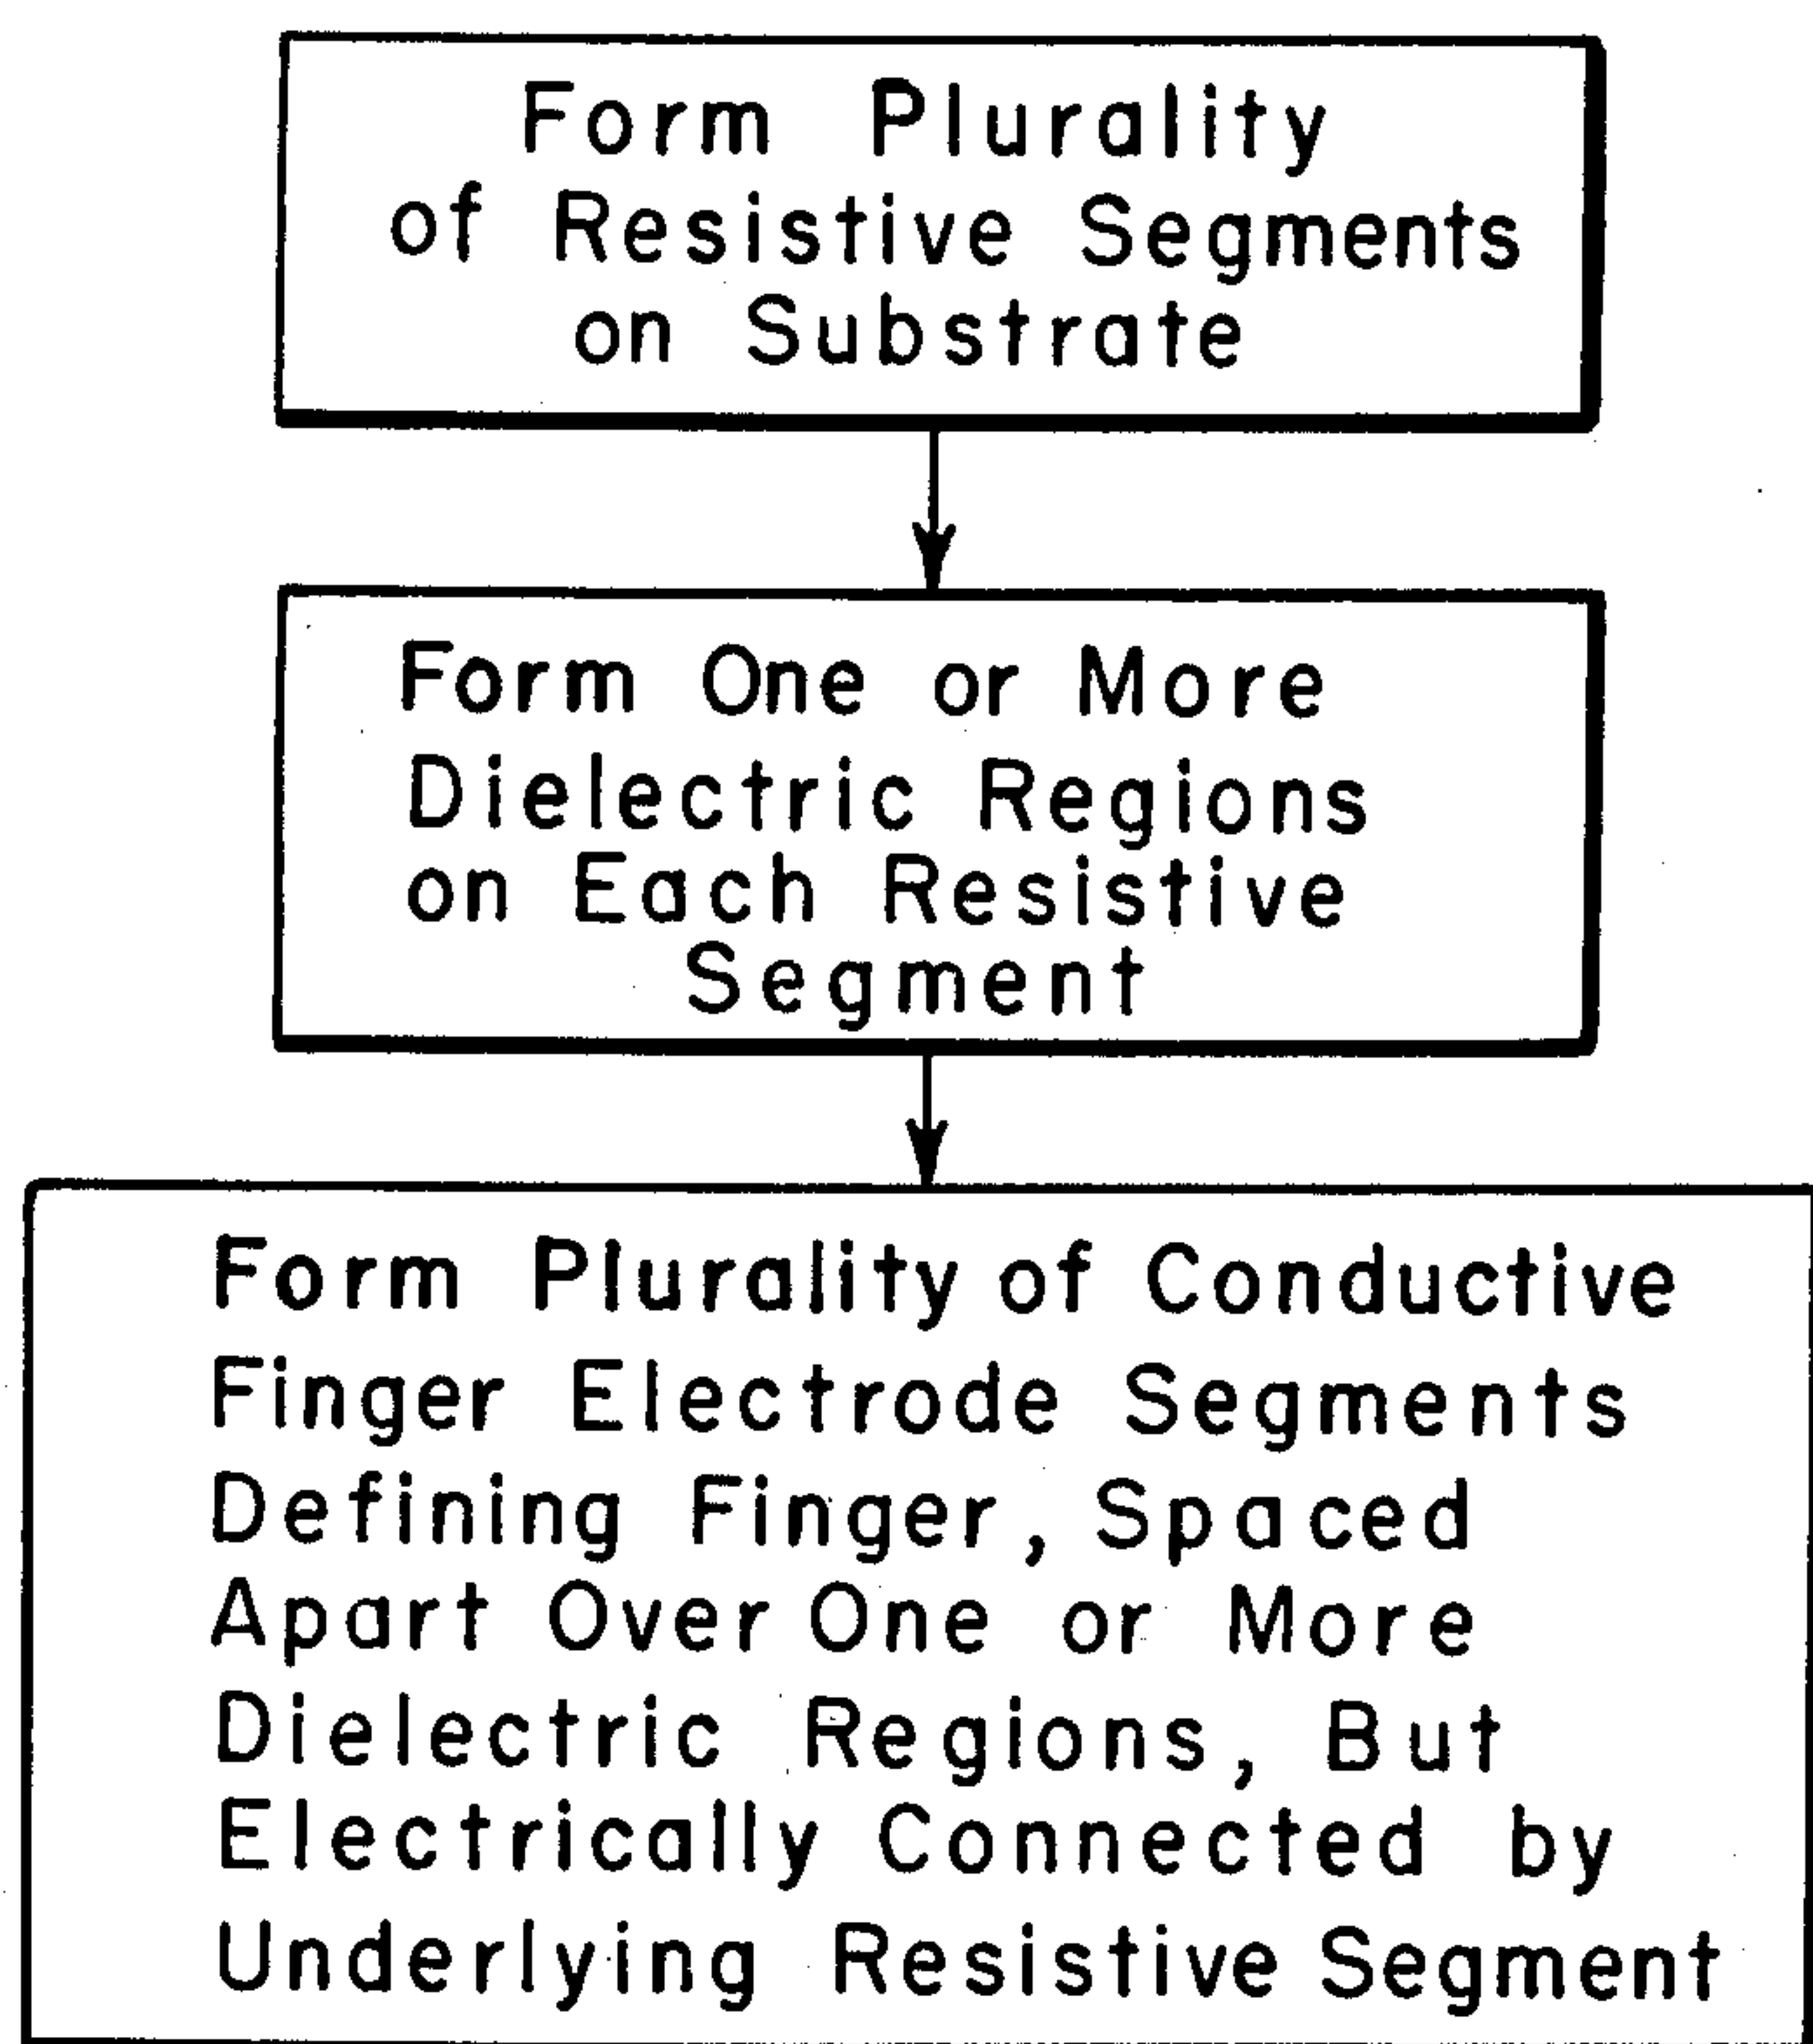 Form Plurality
of Resistive Segments
on Substrate
Form One or More
Dielectric Regions
on Each Resistive
Segment
Form Plurality of Conductive
Finger Electrode Segments
Defining Finger, Spaced
Apart Over One or More
Dielectric Regions, But
Electrically Connected by
Underlying Resistive Segment